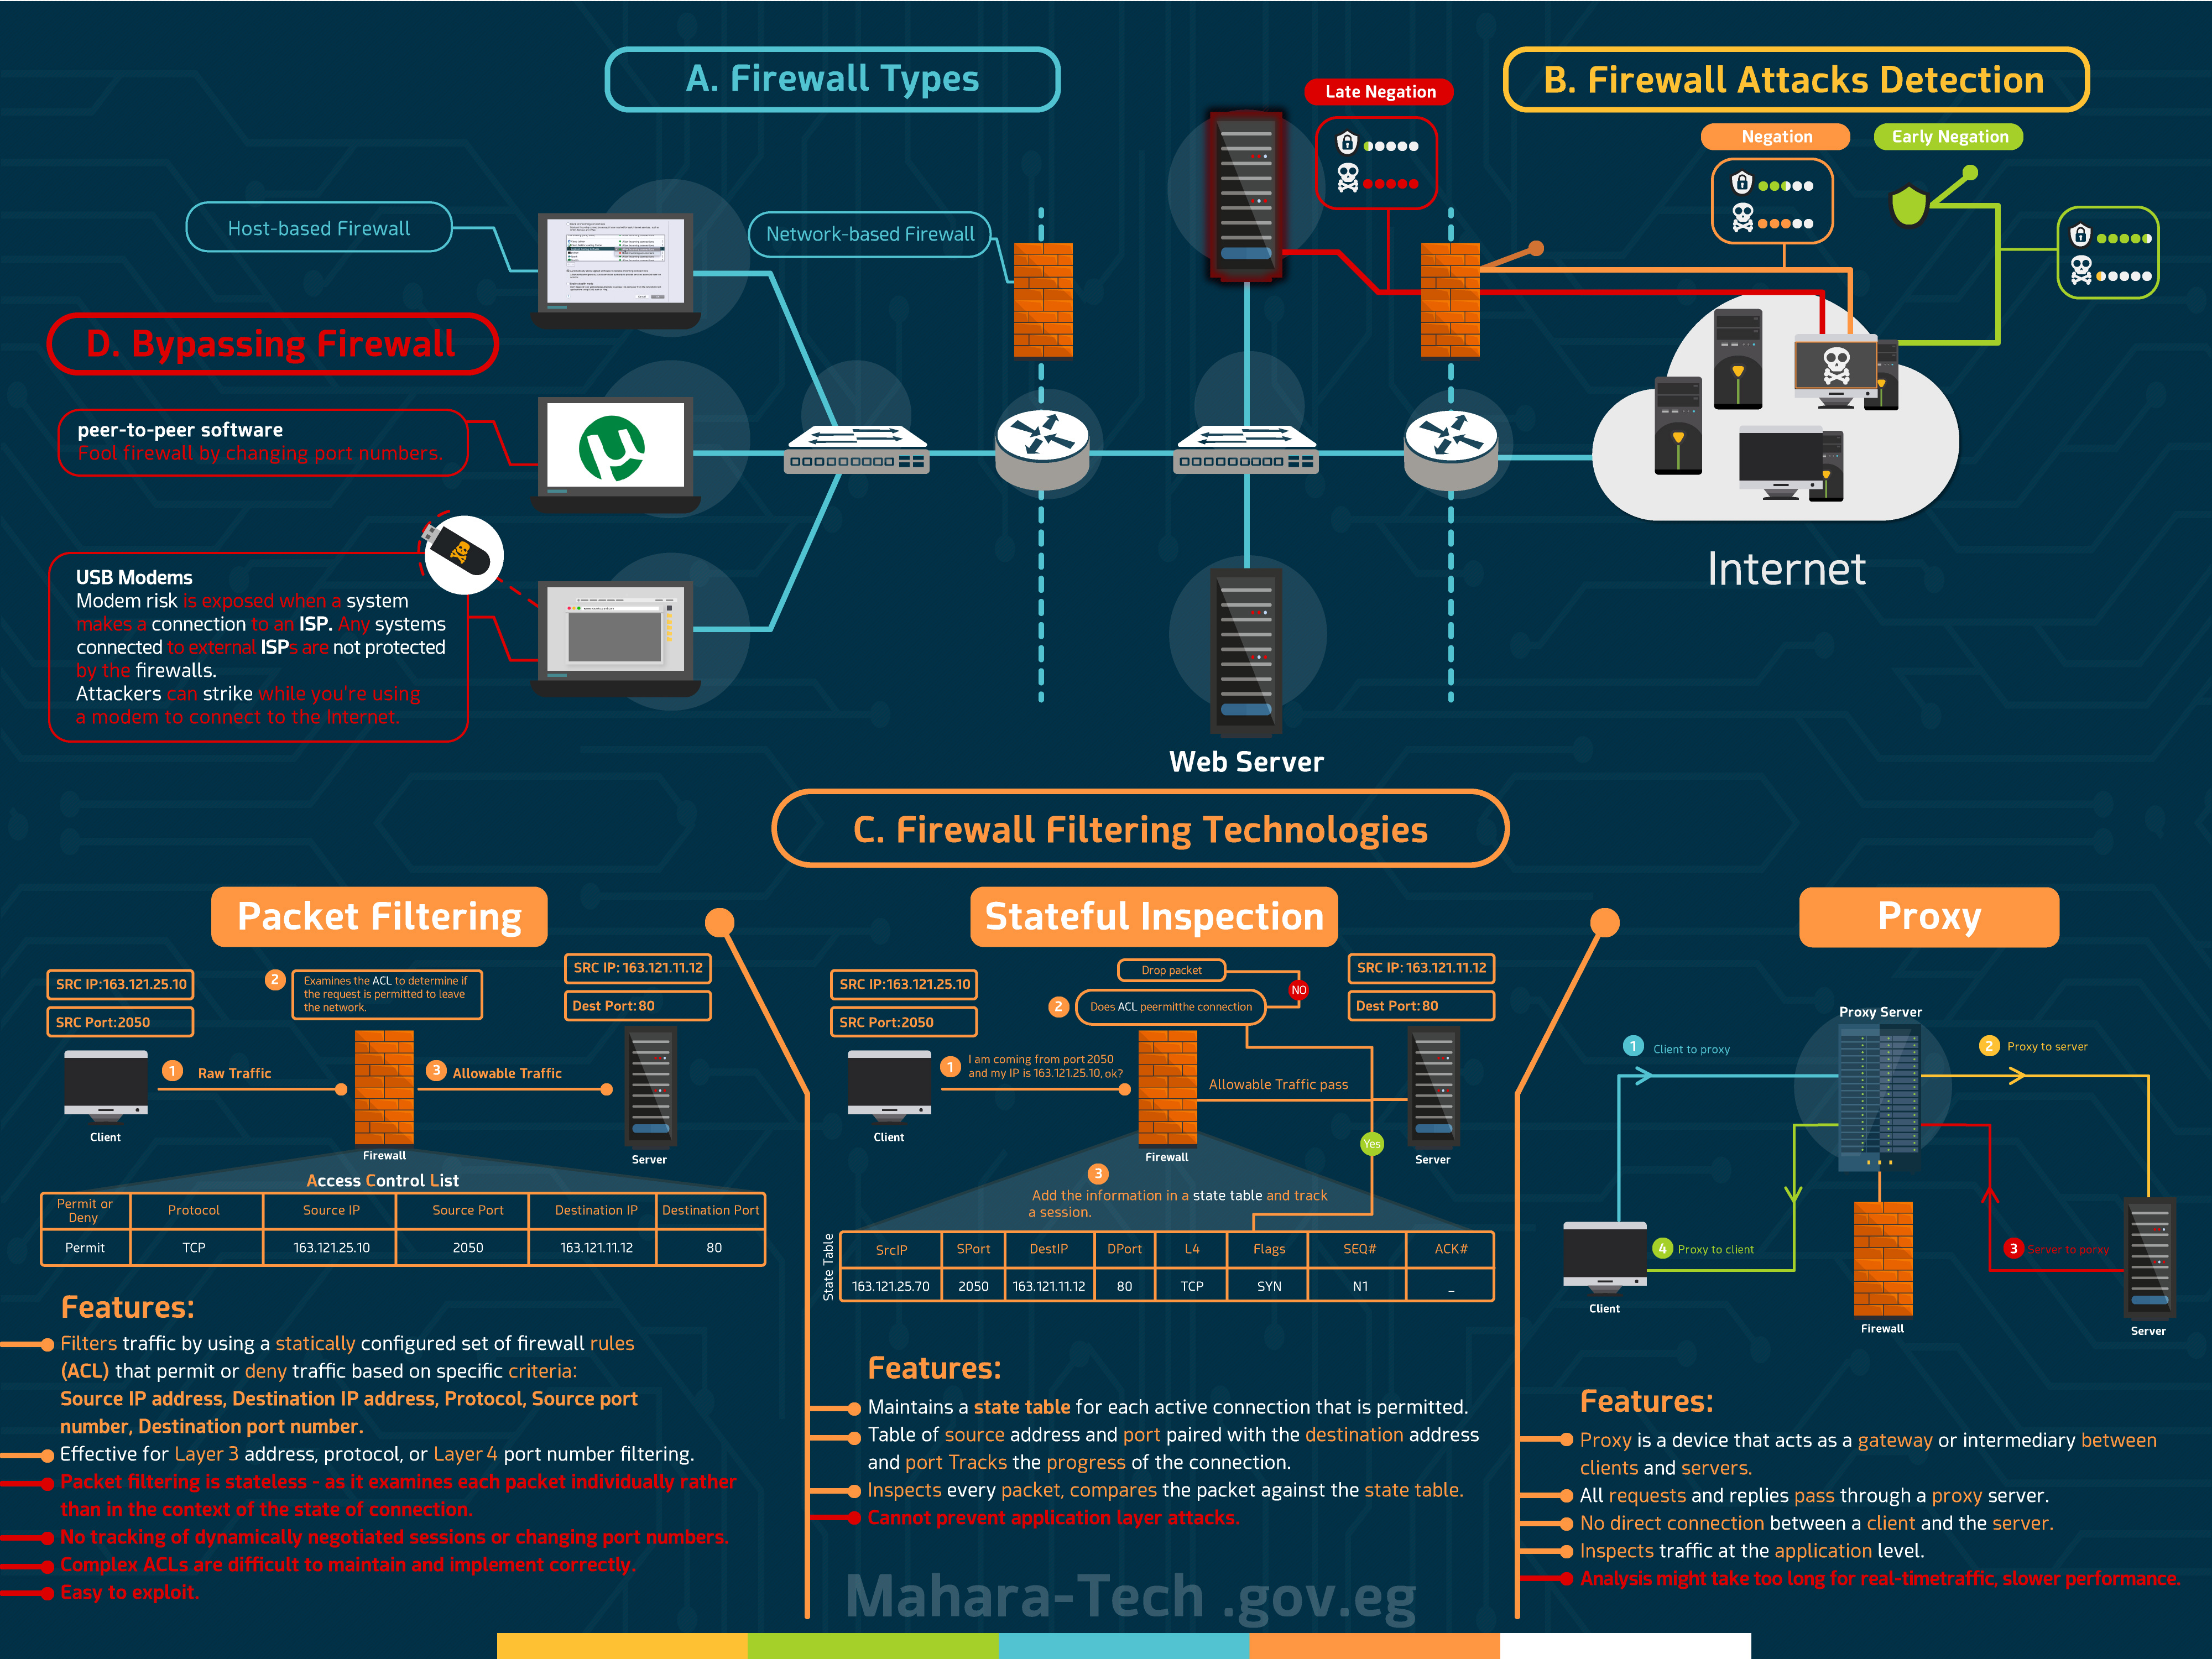 A. Firewall Types
B. Firewall Attacks Detection
Late Negation
Negation
Early Negation
Host-based Firewall
Network-based Firewall
D. Bypassing Firewall
peer-to-peer software
Fool firewall by changing port numbers.
USB Modems
Modem risk is exposed when a system
makes a connection to an ISP. Any systems
connected to external ISPs are not protected
by the firewalls.
Attackers can strike while you're using
a modem to connect to the Internet.
Internet
Web Server
C. Firewall Filtering Technologies
Packet Filtering
SRC IP:163.121.25.10
SRC Port:2050
2
Examines the ACL to determine if
the request is permitted to leave
the network.
SRC IP: 163.121.11.12
Dest Port:80
1 Raw Traffic
3 Allowable Traffic
Client
Firewall
Server
Access Control List
Permit or Deny Protocol Source IP Source Port Destination IP Destination Port
Permit TCP 163.121.25.10 2050 163.121.11.12 80
Features:
Filters traffic by using a statically configured set of firewall rules
(ACL) that permit or deny traffic based on specific criteria:
Source IP address, Destination IP address, Protocol, Source port
number, Destination port number.
Effective for Layer 3 address, protocol, or Layer 4 port number filtering.
Packet filtering is stateless - as it examines each packet individually rather
than in the context of the state of connection.
No tracking of dynamically negotiated sessions or changing port numbers.
Complex ACLs are difficult to maintain and implement correctly.
Easy to exploit.
Stateful Inspection
SRC IP:163.121.25.10
SRC Port:2050
Drop packet
NO
2 Does ACL peermitthe connection
SRC IP: 163.121.11.12
Dest Port:80
1 I am coming from port 2050
and my IP is 163.121.25.10, ok?
Allowable Traffic pass
Yes
Client
Firewall
Server
3
Add the information in a state table and track
a session.
State Table
SrcIP SPort DestIP DPort L4 Flags SEQ# ACK#
163.121.25.70 2050 163.121.11.12 80 TCP SYN N1 _
Features:
Maintains a state table for each active connection that is permitted.
Table of source address and port paired with the destination address
and port Tracks the progress of the connection.
Inspects every packet, compares the packet against the state table.
Cannot prevent application layer attacks.
Proxy
Proxy Server
1 Client to proxy
2 Proxy to server
4 Proxy to client
3 Server to porxy
Client
Firewall
Server
Features:
Proxy is a device that acts as a gateway or intermediary between
clients and servers.
All requests and replies pass through a proxy server.
No direct connection between a client and the server.
Inspects traffic at the application level.
Analysis might take too long for real-timetraffic, slower performance.
Mahara-Tech .gov.eg